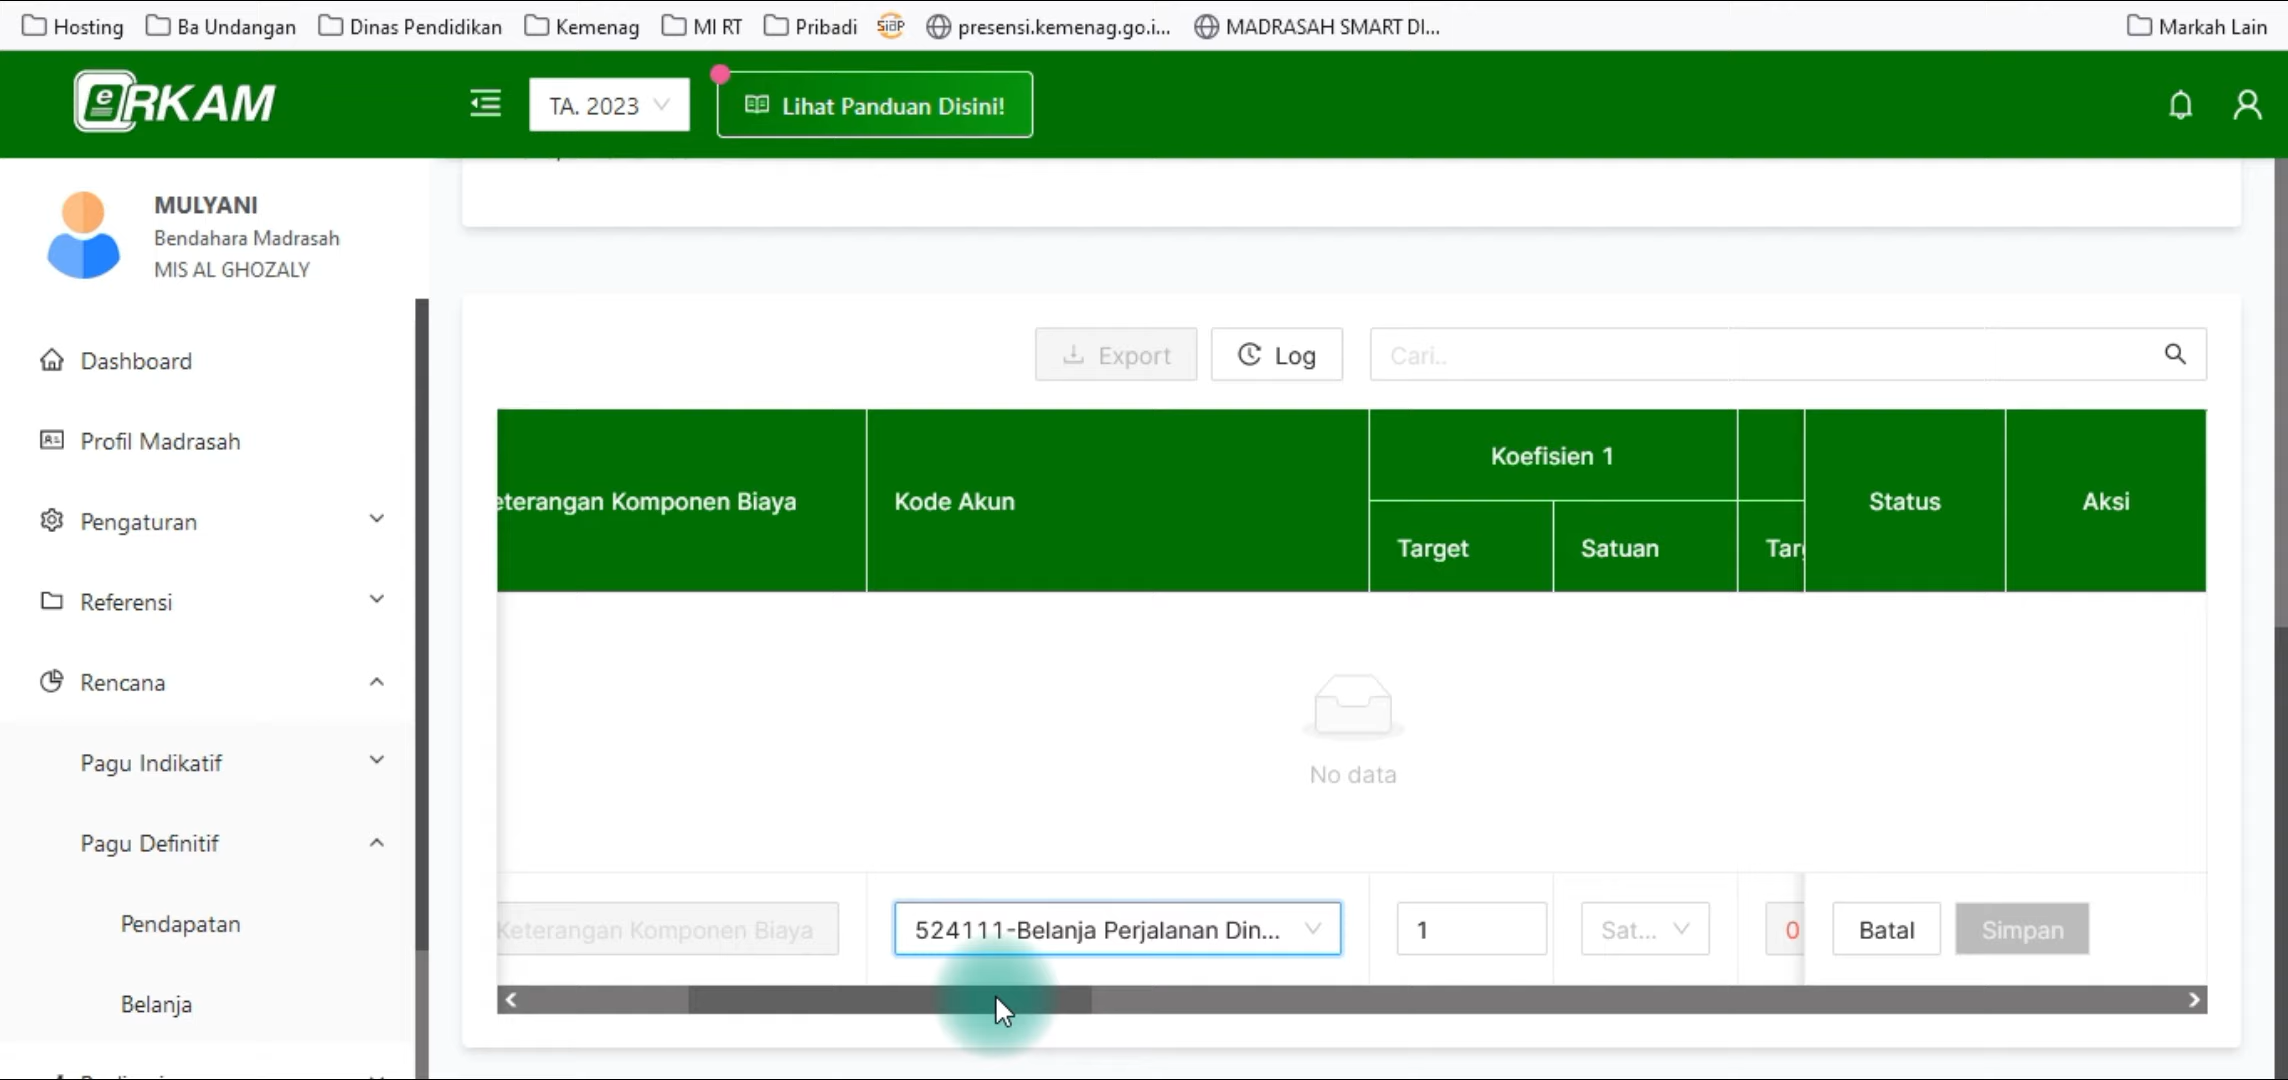 Hosting Ba Undangan Dinas Pendidikan Kemenag MI RT Pribadi siap presensi.kemenag.go.i... MADRASAH SMART DI... Markah Lain
eRKAM TA. 2023 Lihat Panduan Disini!
MULYANI
Bendahara Madrasah
MIS AL GHOZALY
Dashboard
Profil Madrasah
Pengaturan
Referensi
Rencana
Pagu Indikatif
Pagu Definitif
Pendapatan
Belanja
Export Log Cari..
eterangan Komponen Biaya Kode Akun Koefisien 1 Status Aksi
Target Satuan Tar
No data
Keterangan Komponen Biaya 524111-Belanja Perjalanan Din... 1 Sat... 0 Batal Simpan